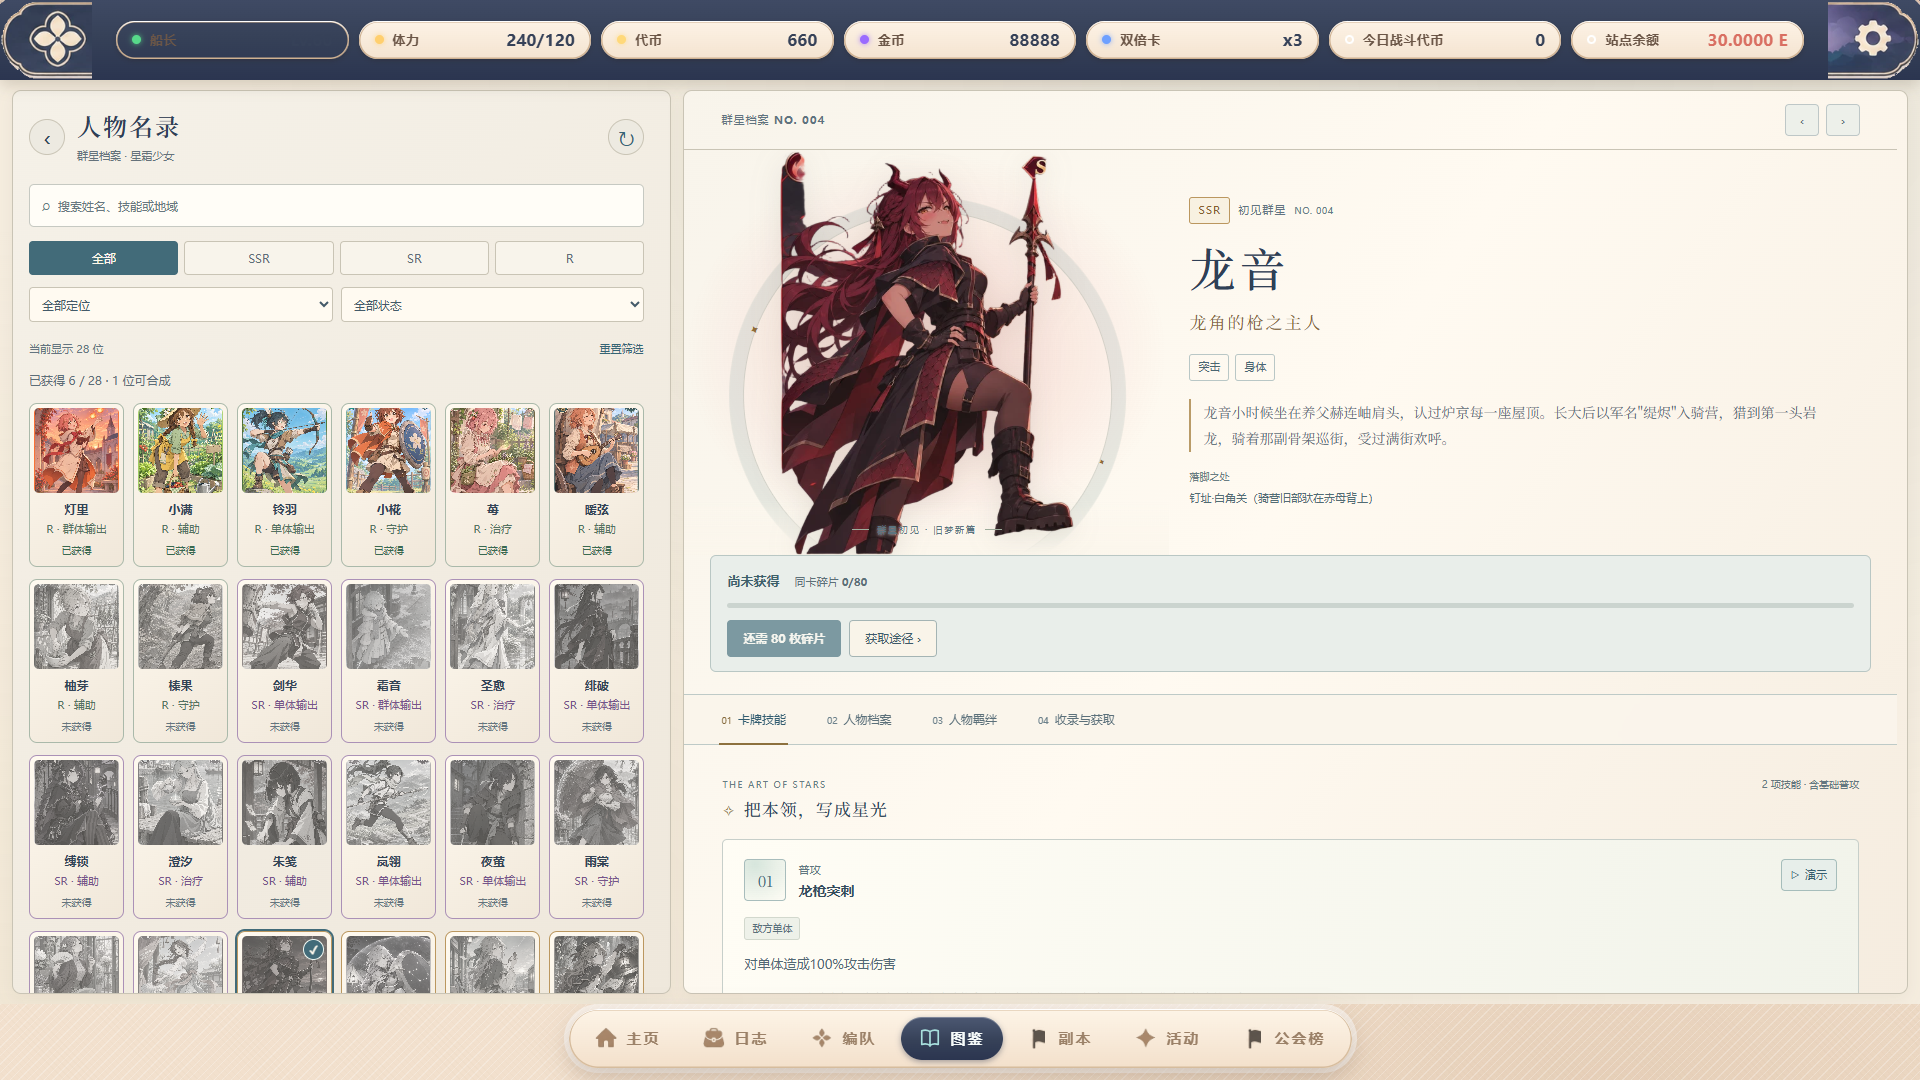 船长
体力 240/120
代币 660
金币 88888
双倍卡 x3
今日战斗代币 0
站点余额 30.0000 E
‹
人物名录
群星档案 · 星霜少女
↻
搜索姓名、技能或地域
全部 SSR SR R
全部定位 全部状态
当前显示 28 位 重置筛选
已获得 6 / 28 · 1 位可合成
灯里 小满 铃羽 小糀 苺 暖弦
R · 群体输出 R · 辅助 R · 单体输出 R · 守护 R · 治疗 R · 辅助
已获得 已获得 已获得 已获得 已获得 已获得
柚芽 榛果 剑华 霜音 圣愈 绯破
R · 辅助 R · 守护 SR · 单体输出 SR · 群体输出 SR · 治疗 SR · 单体输出
未获得 未获得 未获得 未获得 未获得 未获得
缚锁 澄汐 朱笺 岚翎 夜萤 雨棠
SR · 辅助 SR · 治疗 SR · 辅助 SR · 单体输出 SR · 单体输出 SR · 守护
未获得 未获得 未获得 未获得 未获得 未获得
群星档案 NO. 004
‹ ›
初见 · 旧梦新篇
SSR 初见群星 NO. 004
龙音
龙角的枪之主人
突击 身体
龙音小时候坐在养父赫连岫肩头，认过炉京每一座屋顶。长大后以军名"缇烬"入骑营，猎到第一头岩
龙，骑着那副骨架巡街，受过满街欢呼。
落脚之处
钉址·白角关（骑营旧部驮在赤母背上）
尚未获得 同卡碎片 0/80
还需 80 枚碎片 获取途径 ›
01 卡牌技能 02 人物档案 03 人物羁绊 04 收录与获取
THE ART OF STARS
2 项技能 · 含基础普攻
✧ 把本领，写成星光
01 普攻
龙枪突刺
▷ 演示
敌方单体
对单体造成100%攻击伤害
主页 日志 编队 图鉴 副本 活动 公会榜